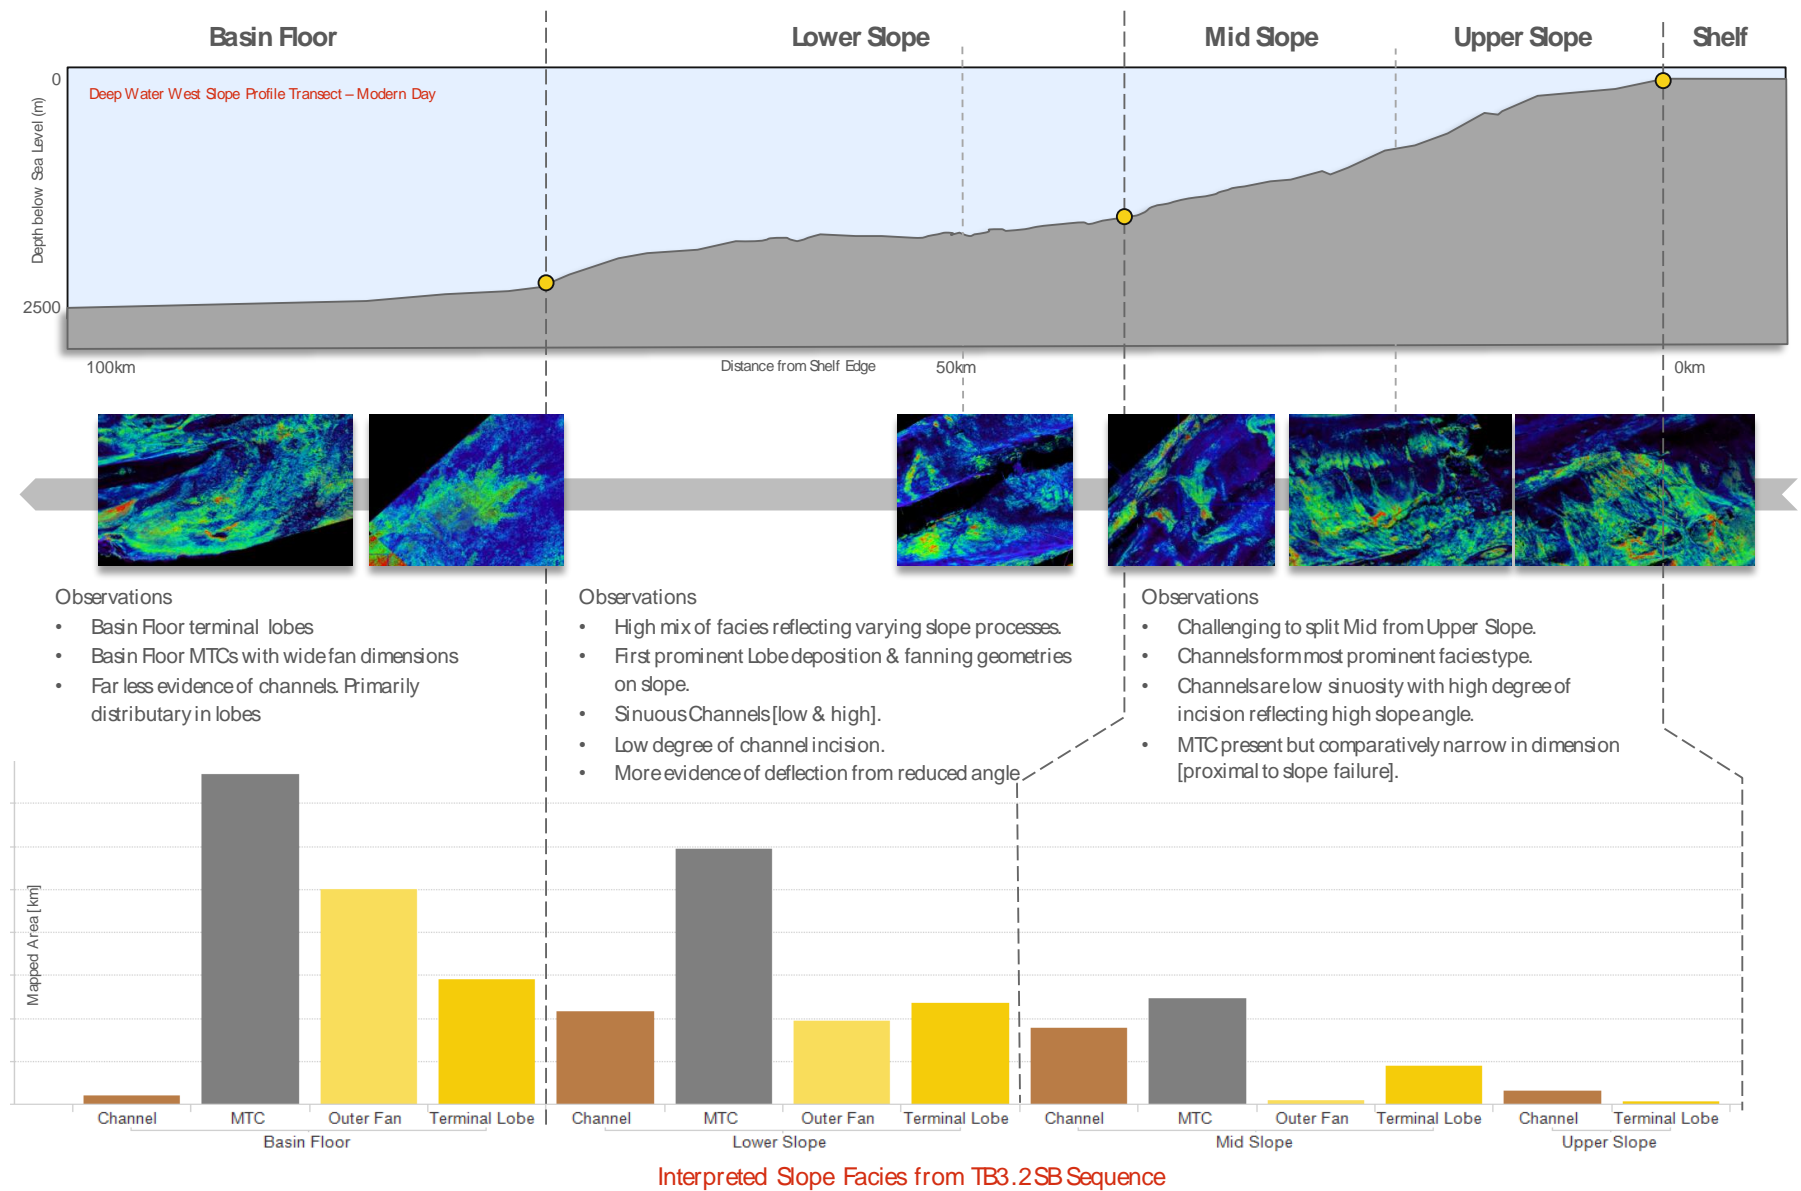 Basin Floor
Lower Slope
Mid Slope
Upper Slope
Shelf
Deep Water West Slope Profile Transect – Modern Day
0
Depth below Sea Level (m)
2500
100km
Distance from Shelf Edge
50km
0km
Observations
• Basin Floor terminal lobes
• Basin Floor MTCs with wide fan dimensions
• Far less evidence of channels. Primarily
distributary in lobes
Observations
• High mix of facies reflecting varying slope processes.
• First prominent Lobe deposition & fanning geometries
on slope.
• Sinuous Channels [low & high].
• Low degree of channel incision.
• More evidence of deflection from reduced angle
Observations
• Challenging to split Mid from Upper Slope.
• Channels form most prominent facies type.
• Channels are low sinuosity with high degree of
incision reflecting high slope angle.
• MTC present but comparatively narrow in dimension
[proximal to slope failure].
Mapped Area [km]
Channel
MTC
Outer Fan
Terminal Lobe
Channel
MTC
Outer Fan
Terminal Lobe
Channel
MTC
Outer Fan
Terminal Lobe
Channel
Terminal Lobe
Basin Floor
Lower Slope
Mid Slope
Upper Slope
Interpreted Slope Facies from TB3.2SB Sequence